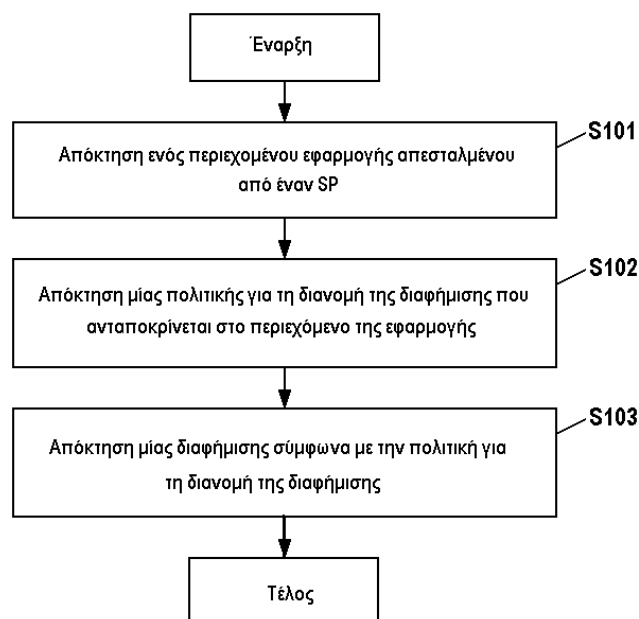 Έναρξη
S101
Απόκτηση ενός περιεχομένου εφαρμογής απεσταλμένου
από έναν SP
S102
Απόκτηση μίας πολιτικής για τη διανομή της διαφήμισης που
ανταποκρίνεται στο περιεχόμενο της εφαρμογής
S103
Απόκτηση μίας διαφήμισης σύμφωνα με την πολιτική για
τη διανομή της διαφήμισης
Τέλος